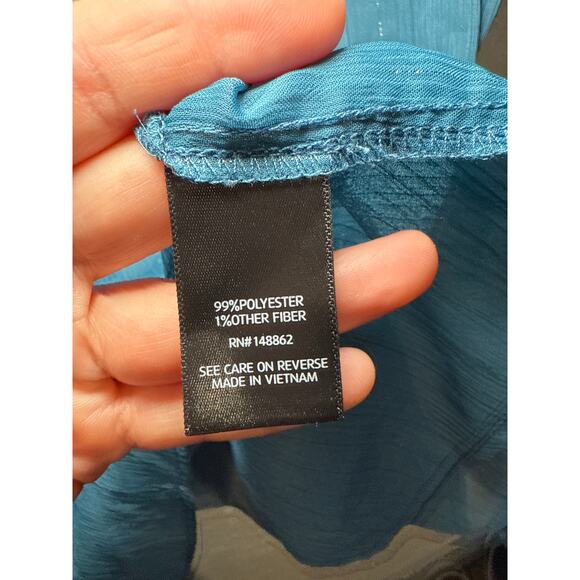 99%POLYESTER
1%OTHER FIBER
RN#148862
SEE CARE ON REVERSE
MADE IN VIETNAM